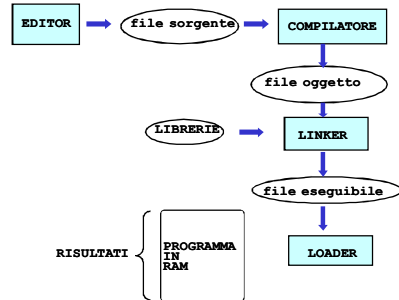 EDITOR
file sorgente
COMPILATORE
file oggetto
LIBRERIE
LINKER
file eseguibile
RISULTATI
PROGRAMMA
IN
RAM
LOADER